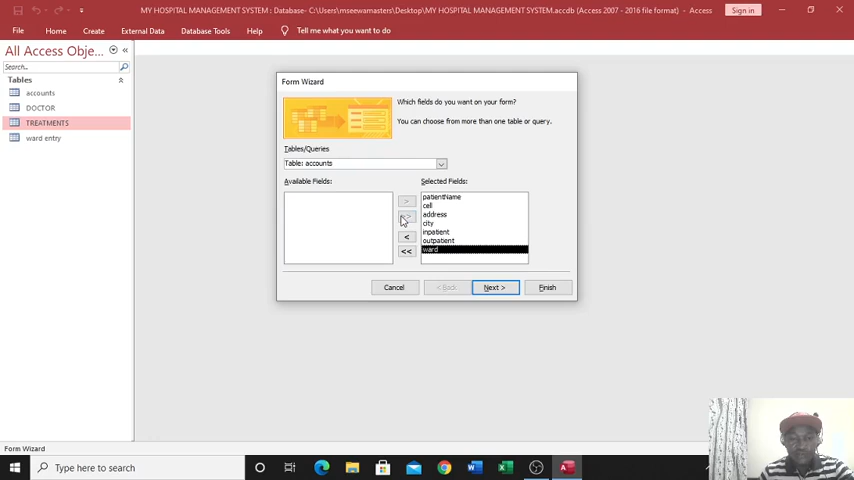 MY HOSPITAL MANAGEMENT SYSTEM : Database- C:\Users\mseewamasters\Desktop\MY HOSPITAL MANAGEMENT SYSTEM.accdb (Access 2007 - 2016 file format) - Access
Sign in
File Home Create External Data Database Tools Help Tell me what you want to do
All Access Obje...
Search...
Tables
accounts
DOCTOR
TREATMENTS
ward entry
Form Wizard
Which fields do you want on your form?
You can choose from more than one table or query.
Tables/Queries
Table: accounts
Available Fields:
Selected Fields:
>
>>
<
<<
patientName
cell
address
city
inpatient
outpatient
ward
Cancel
< Back
Next >
Finish
Form Wizard
Type here to search